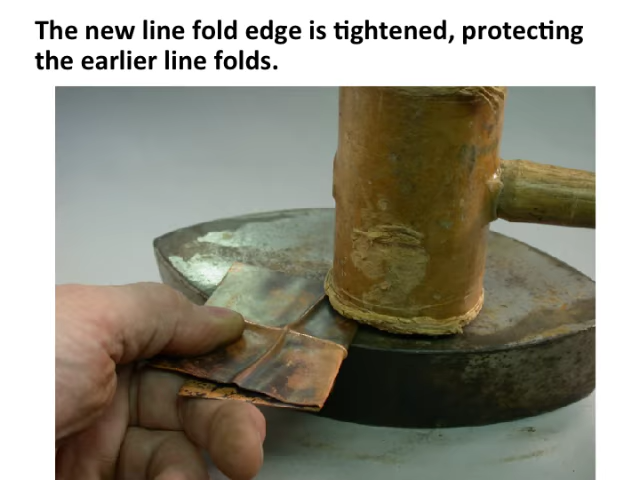 The new line fold edge is tightened, protecting
the earlier line folds.